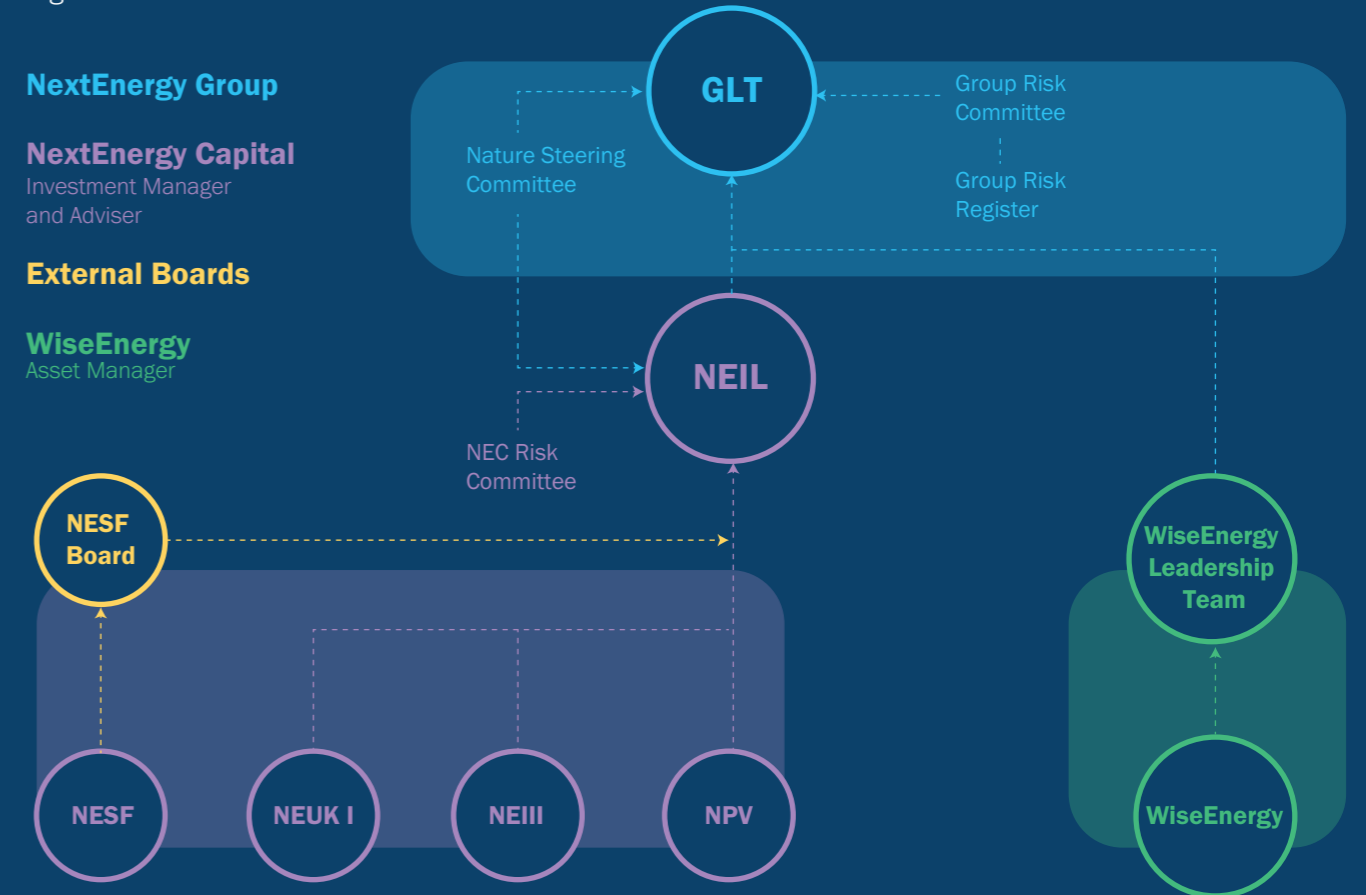 NextEnergy Group
NextEnergy Capital
Investment Manager
and Adviser
External Boards
WiseEnergy
Asset Manager
GLT
Group Risk
Committee
Group Risk
Register
Nature Steering
Committee
NEIL
NEC Risk
Committee
NESF
Board
WiseEnergy
Leadership
Team
NESF
NEUK I
NEIII
NPV
WiseEnergy